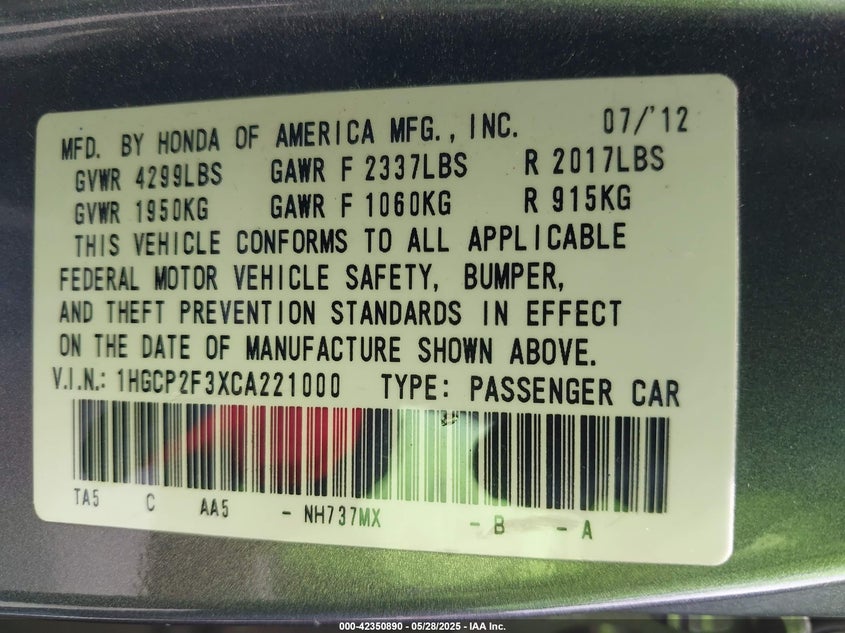 MFD. BY HONDA OF AMERICA MFG., INC. 07/'12
GVWR 4299LBS GAWR F 2337LBS R 2017LBS
GVWR 1950KG GAWR F 1060KG R 915KG
THIS VEHICLE CONFORMS TO ALL APPLICABLE
FEDERAL MOTOR VEHICLE SAFETY, BUMPER,
AND THEFT PREVENTION STANDARDS IN EFFECT
ON THE DATE OF MANUFACTURE SHOWN ABOVE.
V.I.N.: 1HGCP2F3XCA221000 TYPE: PASSENGER CAR
TA5 C AA5 - NH737MX - B - A
000-42350890 - 05/28/2025 - IAA Inc.